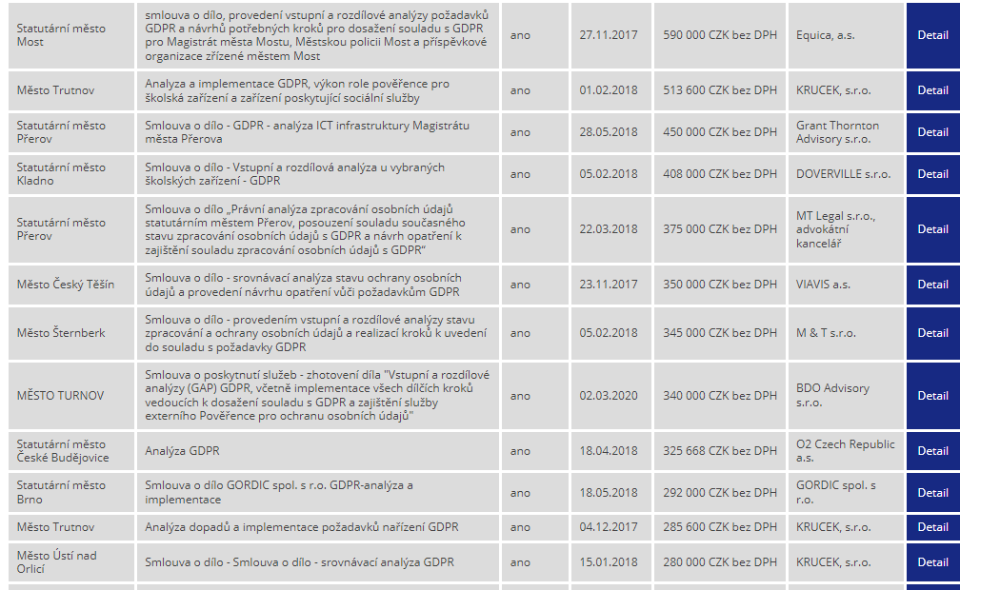 Statutární město
Most
smlouva o dílo, provedení vstupní a rozdílové analýzy požadavků
GDPR a návrhů potřebných kroků pro dosažení souladu s GDPR
pro Magistrát města Mostu, Městskou policii Most a příspěvkové
organizace zřízené městem Most
ano
27.11.2017
590 000 CZK bez DPH
Equica, a.s.
Detail
Město Trutnov
Analyza a implementace GDPR, výkon role pověřence pro
školská zařízení a zařízení poskytující sociální služby
ano
01.02.2018
513 600 CZK bez DPH
KRUCEK, s.r.o.
Detail
Statutární město
Přerov
Smlouva o dílo - GDPR - analýza ICT infrastruktury Magistrátu
města Přerova
ano
28.05.2018
450 000 CZK bez DPH
Grant Thornton
Advisory s.r.o.
Detail
Statutární město
Kladno
Smlouva o dílo - Vstupní a rozdílová analýza u vybraných
školských zařízení - GDPR
ano
05.02.2018
408 000 CZK bez DPH
DOVERVILLE s.r.o.
Detail
Statutární město
Přerov
Smlouva o dílo „Právní analýza zpracování osobních údajů
statutárním městem Přerov, posouzení souladu současného
stavu zpracování osobních údajů s GDPR a návrh opatření k
zajištění souladu zpracování osobních údajů s GDPR“
ano
22.03.2018
375 000 CZK bez DPH
MT Legal s.r.o.,
advokátní
kancelář
Detail
Město Český Těšín
Smlouva o dílo - srovnávací analýza stavu ochrany osobních
údajů a provedení návrhu opatření vůči požadavkům GDPR
ano
23.11.2017
350 000 CZK bez DPH
VIAVIS a.s.
Detail
Město Šternberk
Smlouva o dílo - provedením vstupní a rozdílové analýzy stavu
zpracování a ochrany osobních údajů a realizací kroků k uvedení
do souladu s požadavky GDPR
ano
05.02.2018
345 000 CZK bez DPH
M & T s.r.o.
Detail
MĚSTO TURNOV
Smlouva o poskytnutí služeb - zhotovení díla "Vstupní a rozdílové
analýzy (GAP) GDPR, včetně implementace všech dílčích kroků
vedoucích k dosažení souladu s GDPR a zajištění služby
externího Pověřence pro ochranu osobních údajů"
ano
02.03.2020
340 000 CZK bez DPH
BDO Advisory
s.r.o.
Detail
Statutární město
České Budějovice
Analýza GDPR
ano
18.04.2018
325 668 CZK bez DPH
O2 Czech Republic
a.s.
Detail
Statutární město
Brno
Smlouva o dílo GORDIC spol. s r.o. GDPR-analýza a
implementace
ano
18.05.2018
292 000 CZK bez DPH
GORDIC spol. s
r.o.
Detail
Město Trutnov
Analýza dopadů a implementace požadavků nařízení GDPR
ano
04.12.2017
285 600 CZK bez DPH
KRUCEK, s.r.o.
Detail
Město Ústí nad
Orlicí
Smlouva o dílo - Smlouva o dílo - srovnávací analýza GDPR
ano
15.01.2018
280 000 CZK bez DPH
KRUCEK, s.r.o.
Detail